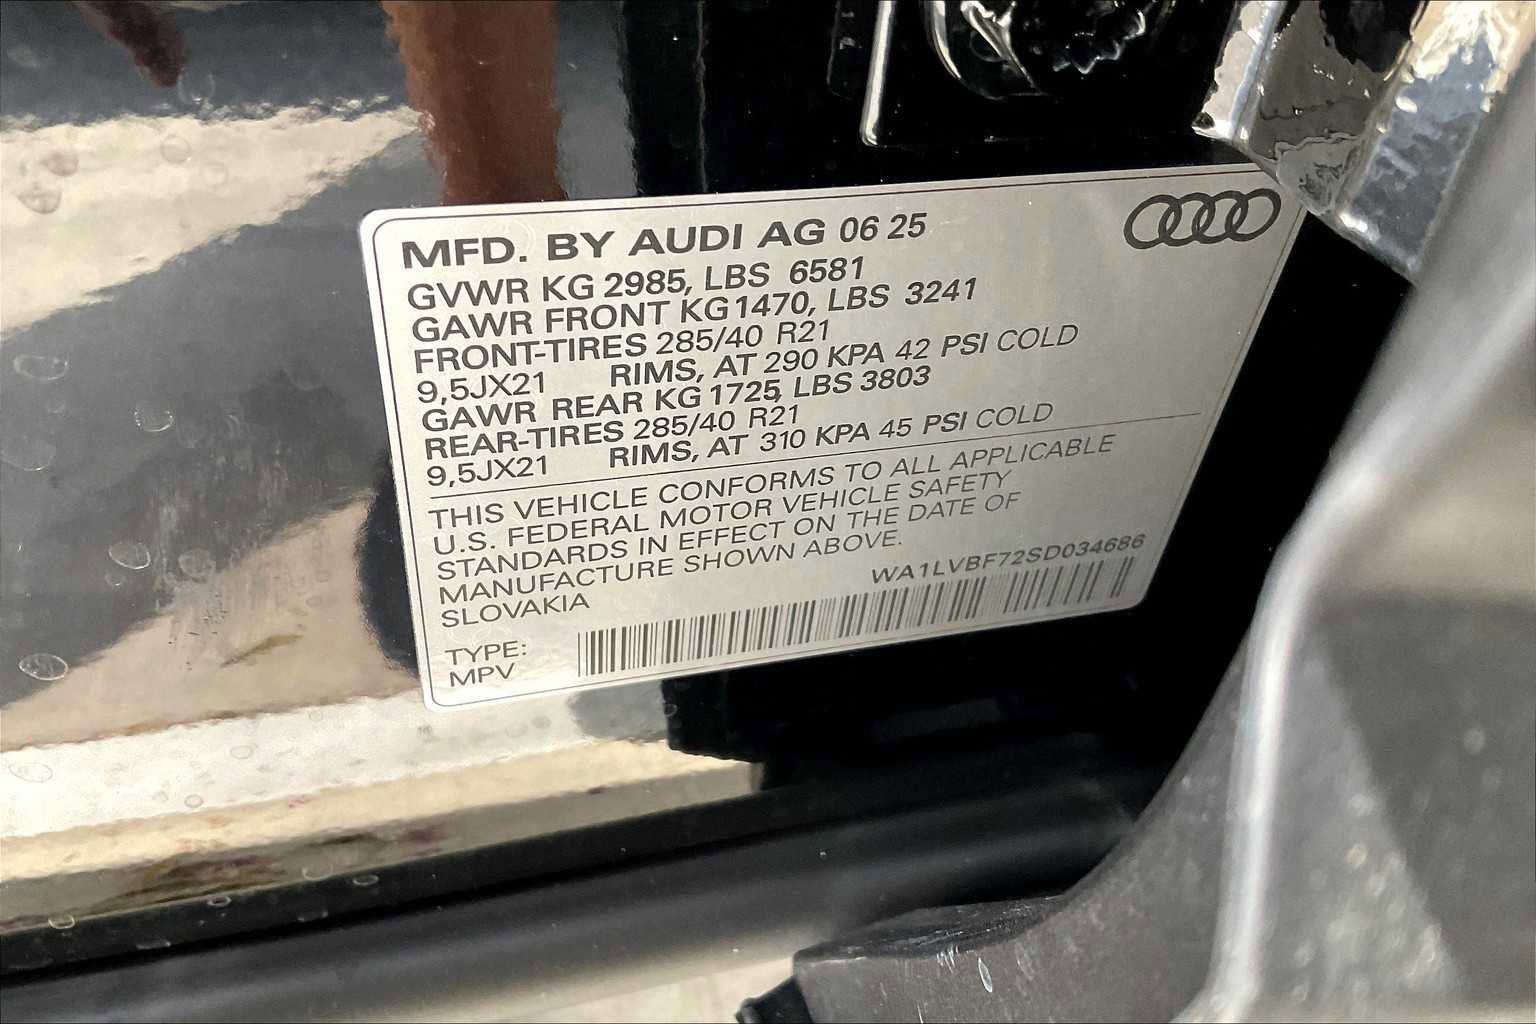 MFD. BY AUDI AG 06 25
GVWR KG 2985, LBS 6581
GAWR FRONT KG 1470, LBS 3241
FRONT-TIRES 285/40 R21
9,5JX21 RIMS, AT 290 KPA 42 PSI COLD
GAWR REAR KG 1725, LBS 3803
REAR-TIRES 285/40 R21
9,5JX21 RIMS, AT 310 KPA 45 PSI COLD
THIS VEHICLE CONFORMS TO ALL APPLICABLE
U.S. FEDERAL MOTOR VEHICLE SAFETY
STANDARDS IN EFFECT ON THE DATE OF
MANUFACTURE SHOWN ABOVE.
SLOVAKIA
WA1LVBF72SD034686
TYPE:
MPV